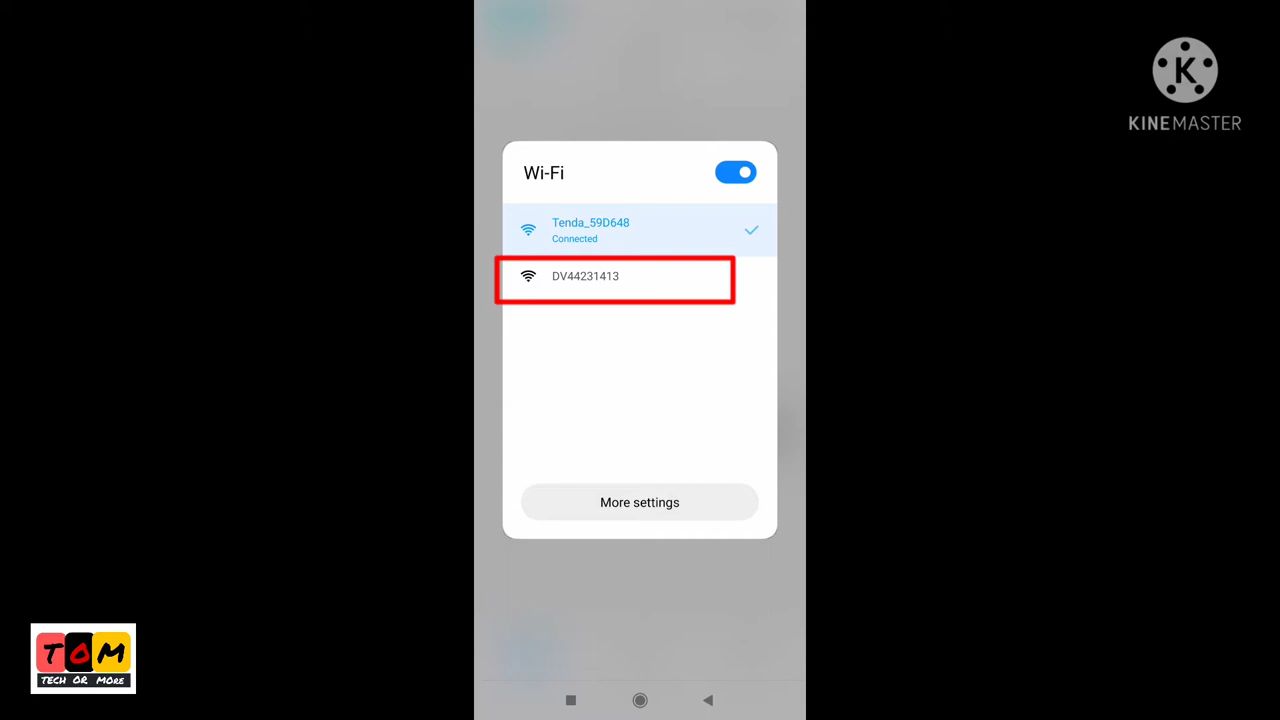 K
KINEMASTER
Wi-Fi
Tenda_59D648
Connected
DV44231413
More settings
TOM
TECH OR MORE